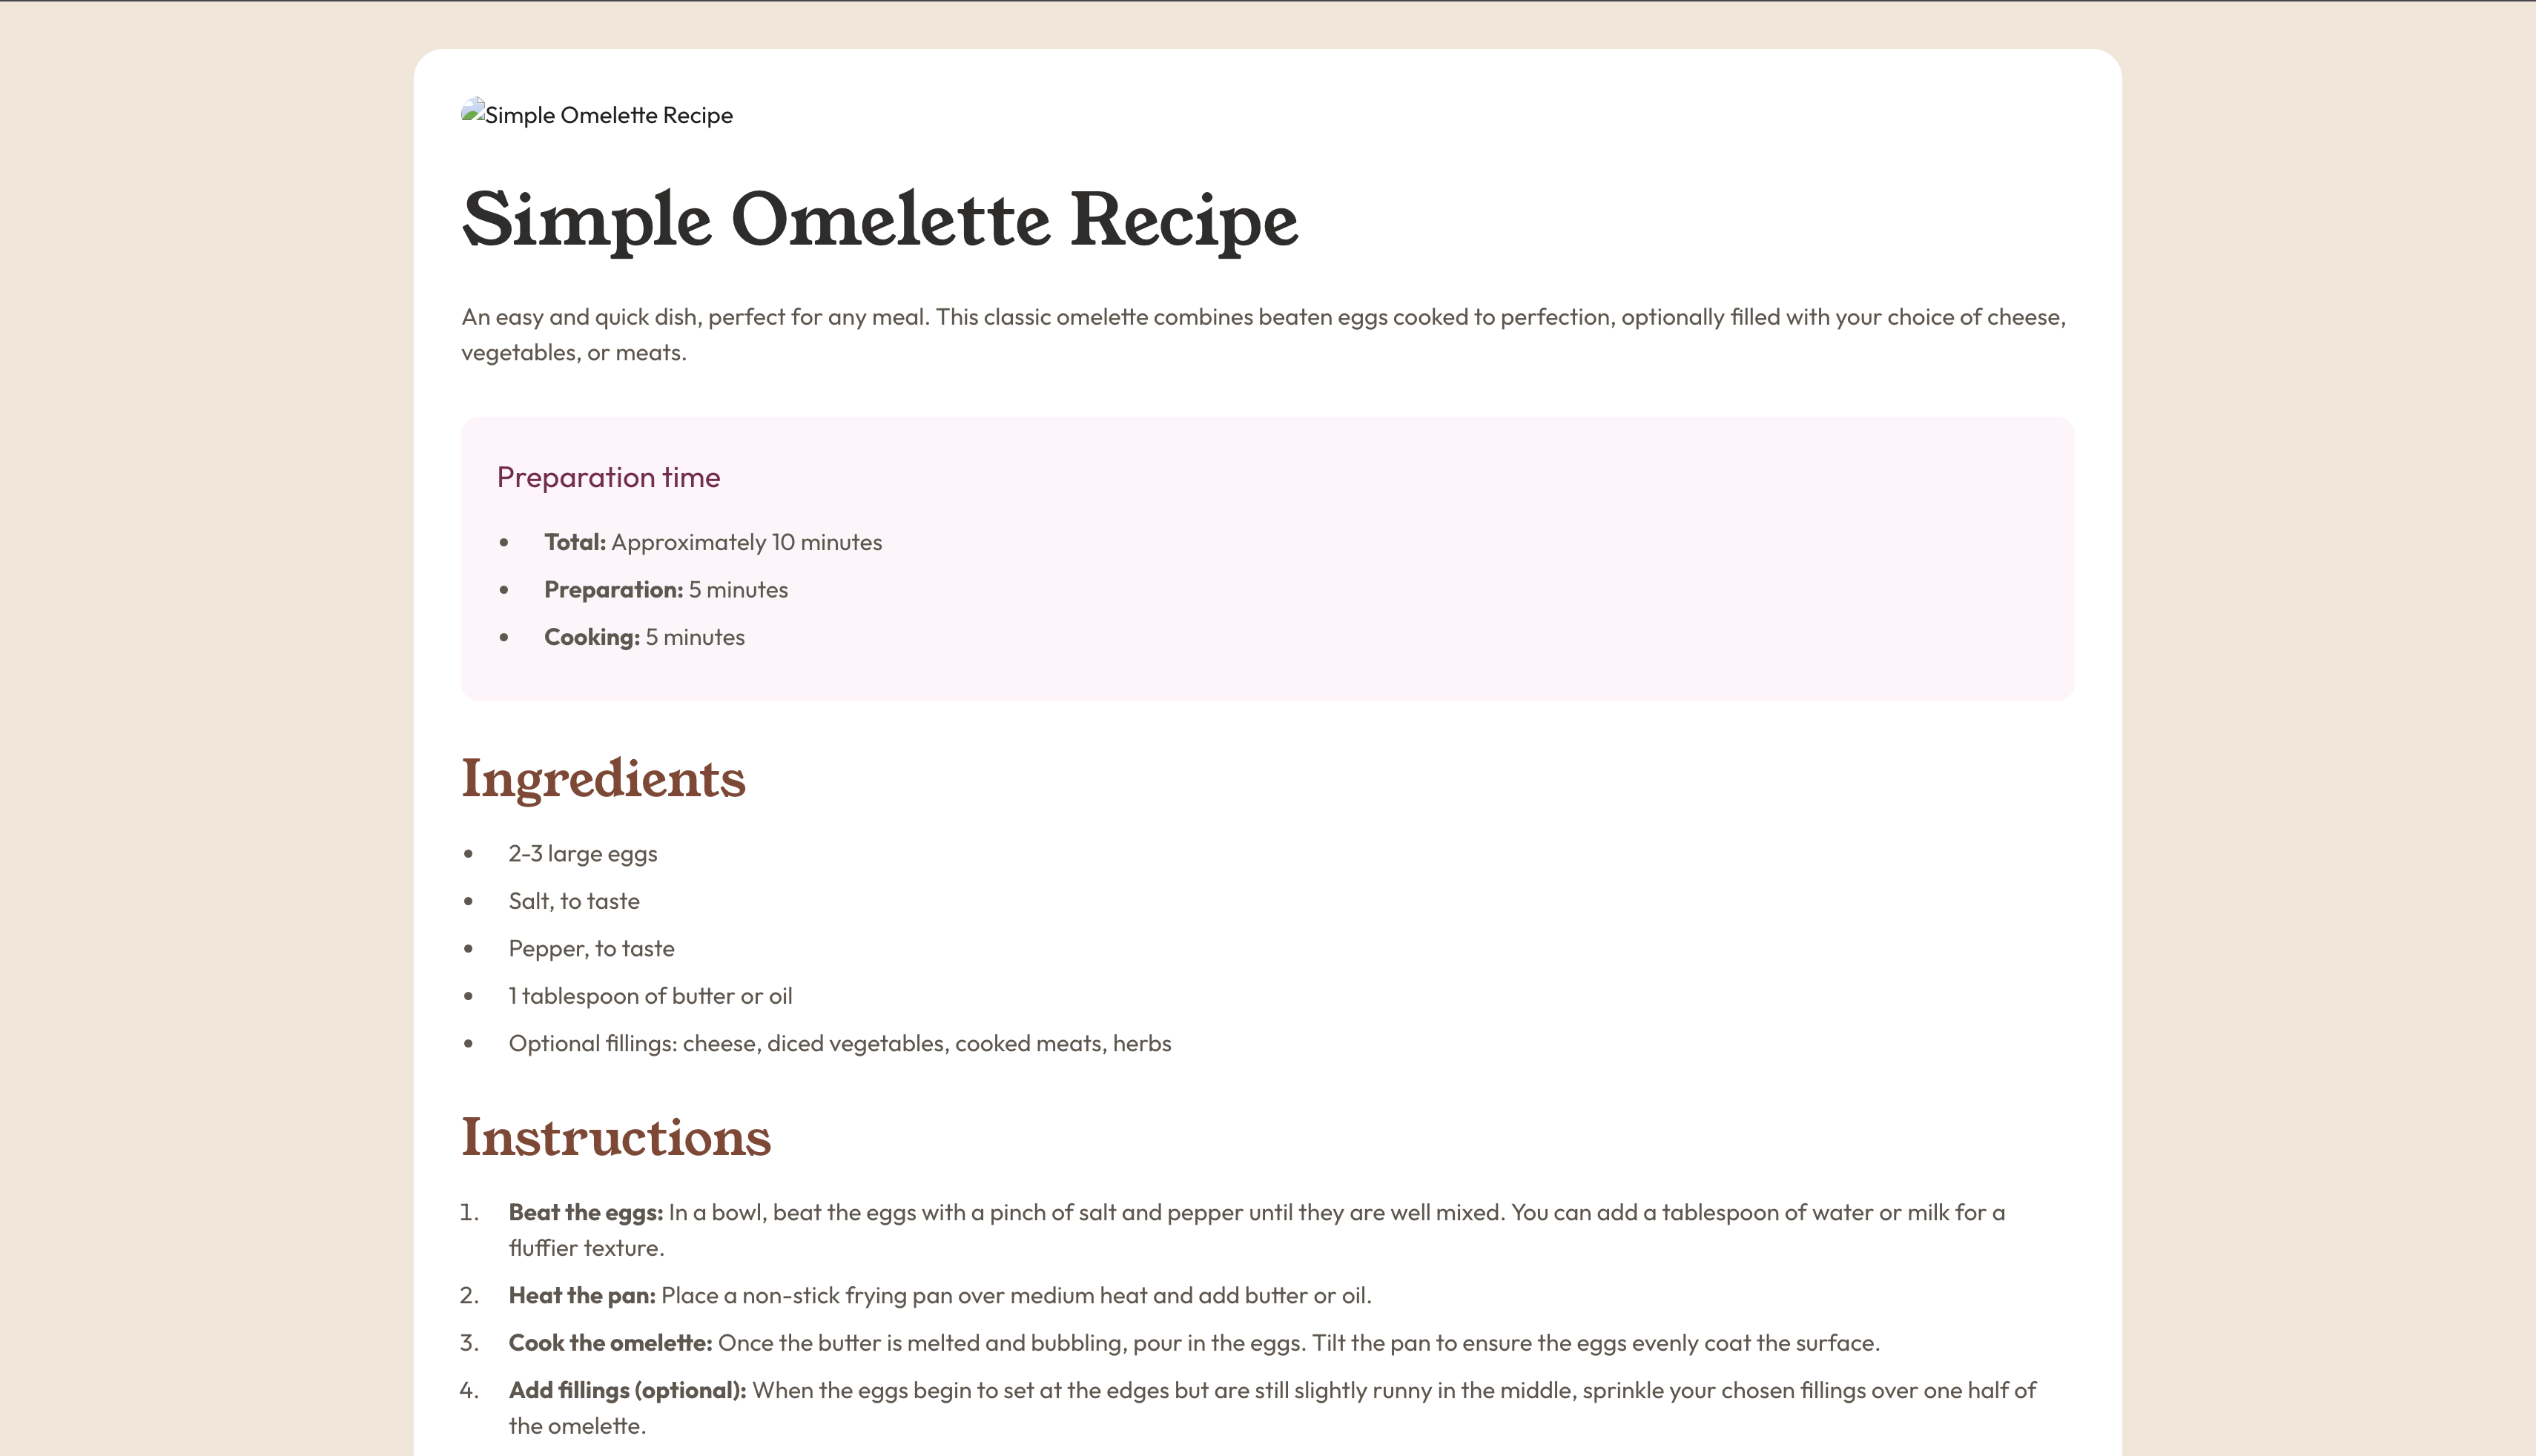 Simple Omelette Recipe
Simple Omelette Recipe
An easy and quick dish, perfect for any meal. This classic omelette combines beaten eggs cooked to perfection, optionally filled with your choice of cheese,
vegetables, or meats.
Preparation time
• Total: Approximately 10 minutes
• Preparation: 5 minutes
• Cooking: 5 minutes
Ingredients
• 2-3 large eggs
• Salt, to taste
• Pepper, to taste
• 1 tablespoon of butter or oil
• Optional fillings: cheese, diced vegetables, cooked meats, herbs
Instructions
1. Beat the eggs: In a bowl, beat the eggs with a pinch of salt and pepper until they are well mixed. You can add a tablespoon of water or milk for a
fluffier texture.
2. Heat the pan: Place a non-stick frying pan over medium heat and add butter or oil.
3. Cook the omelette: Once the butter is melted and bubbling, pour in the eggs. Tilt the pan to ensure the eggs evenly coat the surface.
4. Add fillings (optional): When the eggs begin to set at the edges but are still slightly runny in the middle, sprinkle your chosen fillings over one half of
the omelette.